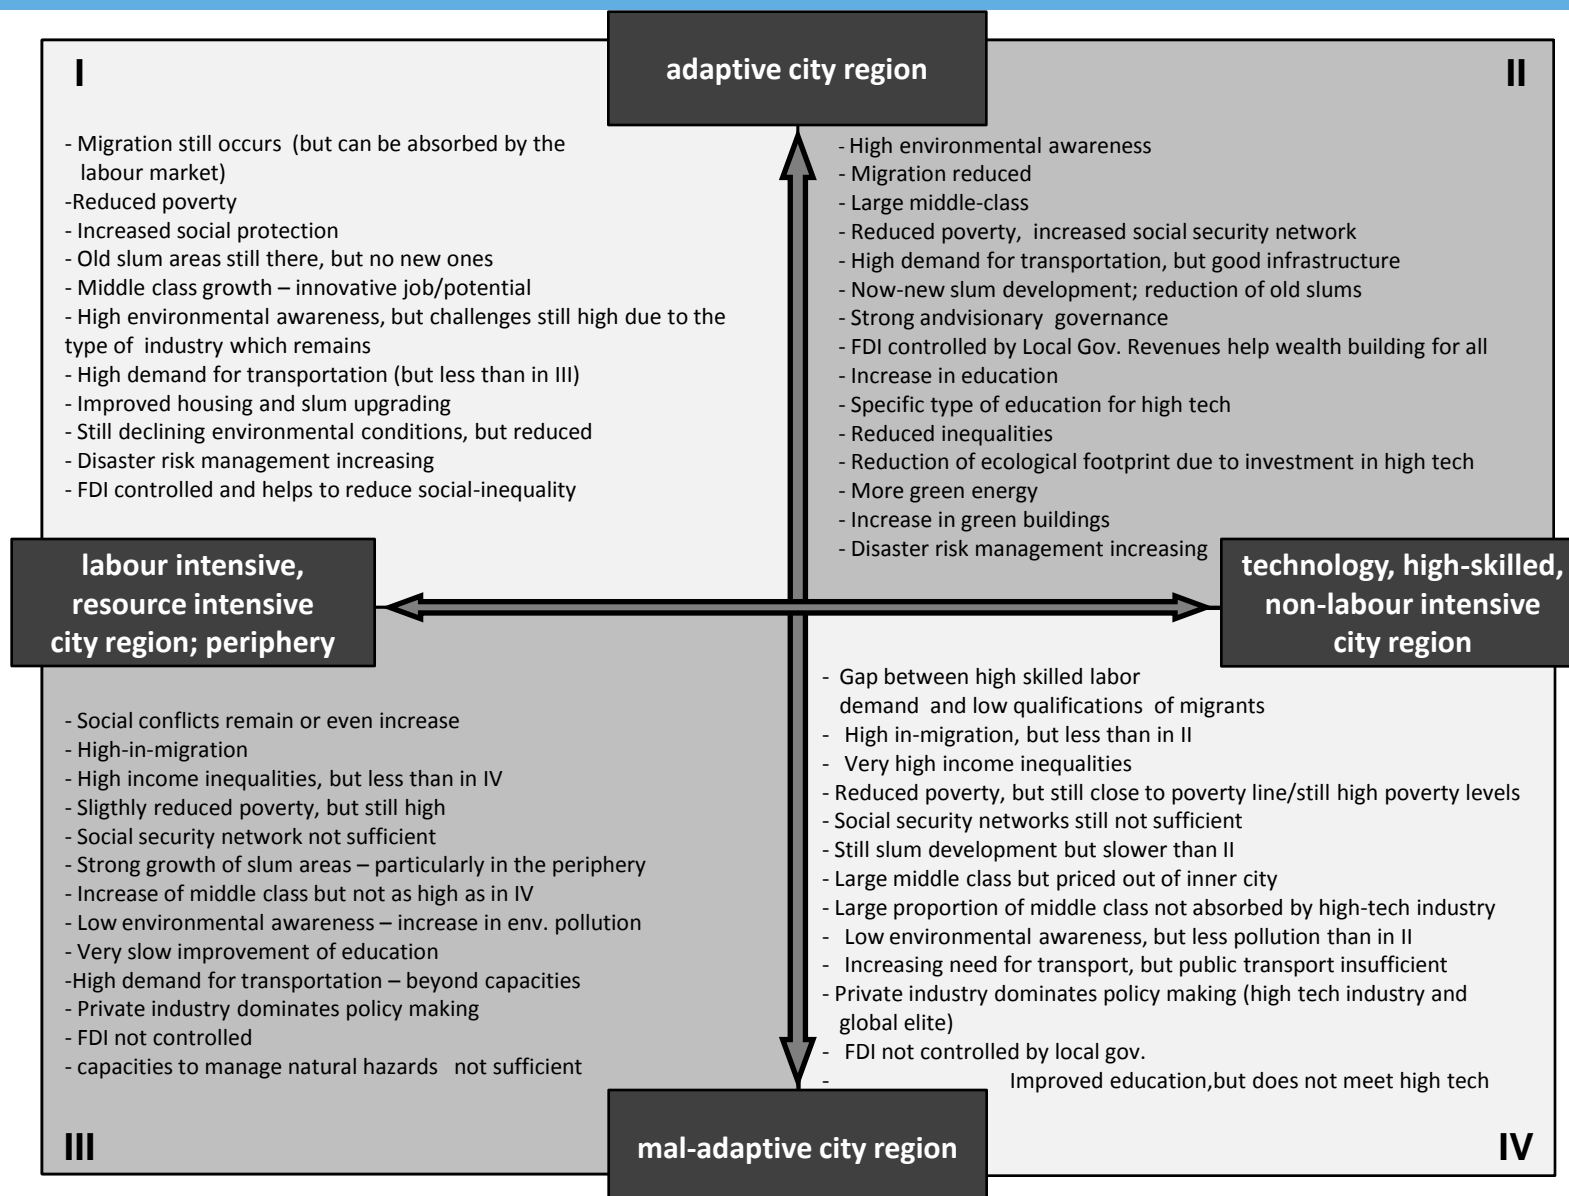 adaptive city region
I
- Migration still occurs (but can be absorbed by the
labour market)
-Reduced poverty
- Increased social protection
- Old slum areas still there, but no new ones
- Middle class growth – innovative job/potential
- High environmental awareness, but challenges still high due to the
type of industry which remains
- High demand for transportation (but less than in III)
- Improved housing and slum upgrading
- Still declining environmental conditions, but reduced
- Disaster risk management increasing
- FDI controlled and helps to reduce social-inequality
II
- High environmental awareness
- Migration reduced
- Large middle-class
- Reduced poverty, increased social security network
- High demand for transportation, but good infrastructure
- Now-new slum development; reduction of old slums
- Strong andvisionary governance
- FDI controlled by Local Gov. Revenues help wealth building for all
- Increase in education
- Specific type of education for high tech
- Reduced inequalities
- Reduction of ecological footprint due to investment in high tech
- More green energy
- Increase in green buildings
- Disaster risk management increasing
labour intensive,
resource intensive
city region; periphery
technology, high-skilled,
non-labour intensive
city region
- Social conflicts remain or even increase
- High-in-migration
- High income inequalities, but less than in IV
- Sligthly reduced poverty, but still high
- Social security network not sufficient
- Strong growth of slum areas – particularly in the periphery
- Increase of middle class but not as high as in IV
- Low environmental awareness – increase in env. pollution
- Very slow improvement of education
-High demand for transportation – beyond capacities
- Private industry dominates policy making
- FDI not controlled
- capacities to manage natural hazards not sufficient
III
- Gap between high skilled labor
demand and low qualifications of migrants
- High in-migration, but less than in II
- Very high income inequalities
- Reduced poverty, but still close to poverty line/still high poverty levels
- Social security networks still not sufficient
- Still slum development but slower than II
- Large middle class but priced out of inner city
- Large proportion of middle class not absorbed by high-tech industry
- Low environmental awareness, but less pollution than in II
- Increasing need for transport, but public transport insufficient
- Private industry dominates policy making (high tech industry and
global elite)
- FDI not controlled by local gov.
- Improved education,but does not meet high tech
IV
mal-adaptive city region